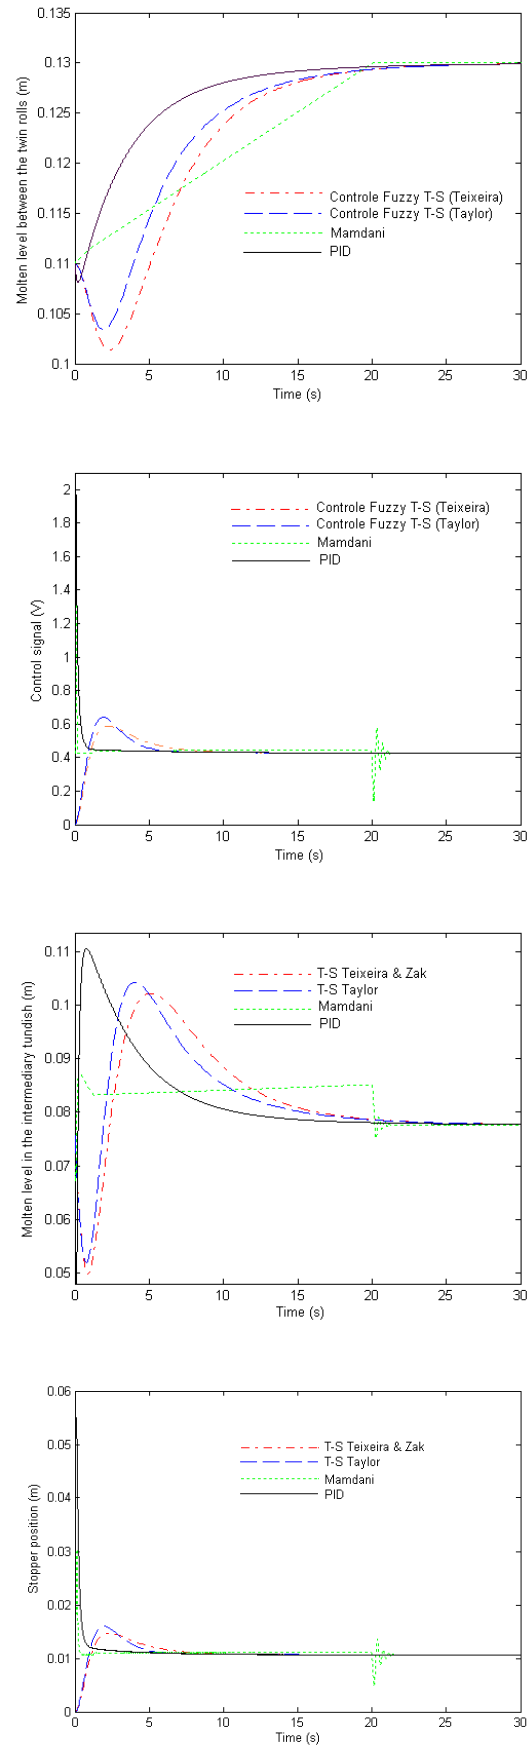 0.135
0.13
0.125
0.12
0.115
0.11
0.105
0.1
Molten level between the twin rolls (m)
Controle Fuzzy T-S (Teixeira)
Controle Fuzzy T-S (Taylor)
Mamdani
PID
0 5 10 15 20 25 30
Time (s)
2
1.8
1.6
1.4
1.2
1
0.8
0.6
0.4
0.2
0
Control signal (V)
Controle Fuzzy T-S (Teixeira)
Controle Fuzzy T-S (Taylor)
Mamdani
PID
0 5 10 15 20 25 30
Time (s)
0.11
0.1
0.09
0.08
0.07
0.06
0.05
Molten level in the intermediary tundish (m)
T-S Teixeira & Zak
T-S Taylor
Mamdani
PID
0 5 10 15 20 25 30
Time (s)
0.06
0.05
0.04
0.03
0.02
0.01
0
Stopper position (m)
T-S Teixeira & Zak
T-S Taylor
Mamdani
PID
0 5 10 15 20 25 30
Time (s)